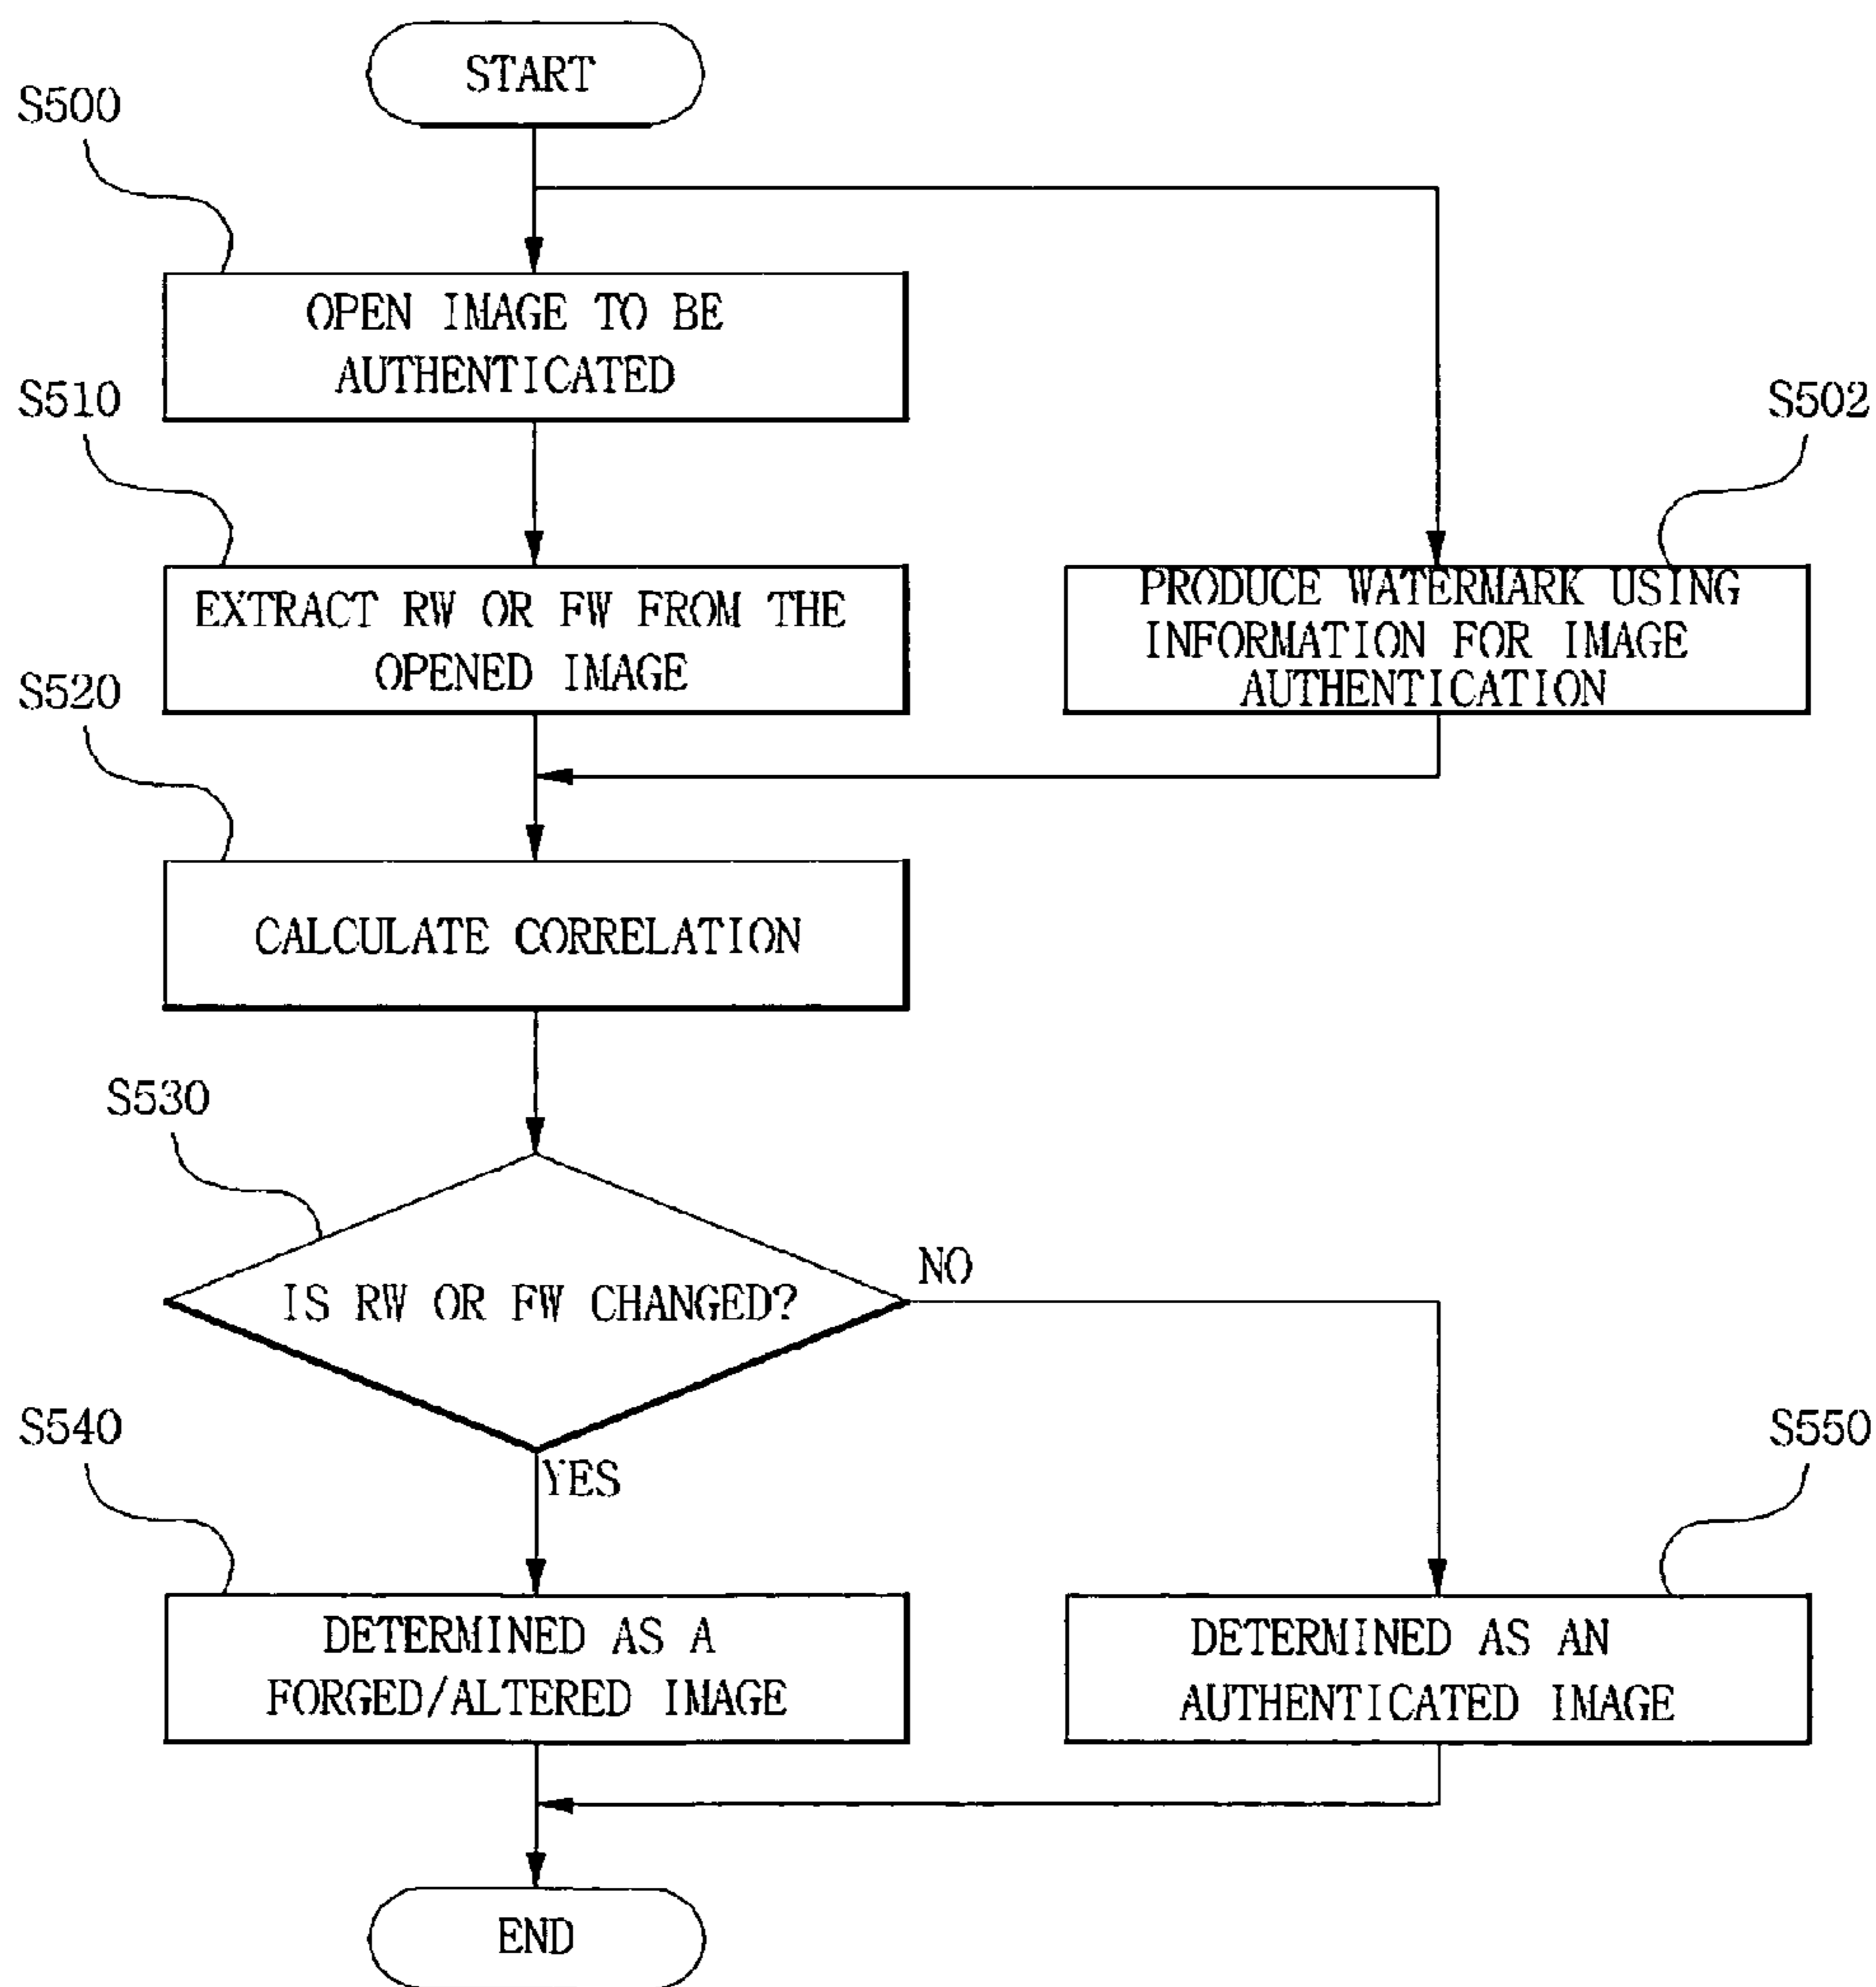 START
S500
OPEN IMAGE TO BE
AUTHENTICATED
S510
S502
EXTRACT RW OR FW FROM THE
OPENED IMAGE
PRODUCE WATERMARK USING
INFORMATION FOR IMAGE
AUTHENTICATION
S520
CALCULATE CORRELATION
S530
IS RW OR FW CHANGED?
NO
YES
S540
S550
DETERMINED AS A
FORGED/ALTERED IMAGE
DETERMINED AS AN
AUTHENTICATED IMAGE
END